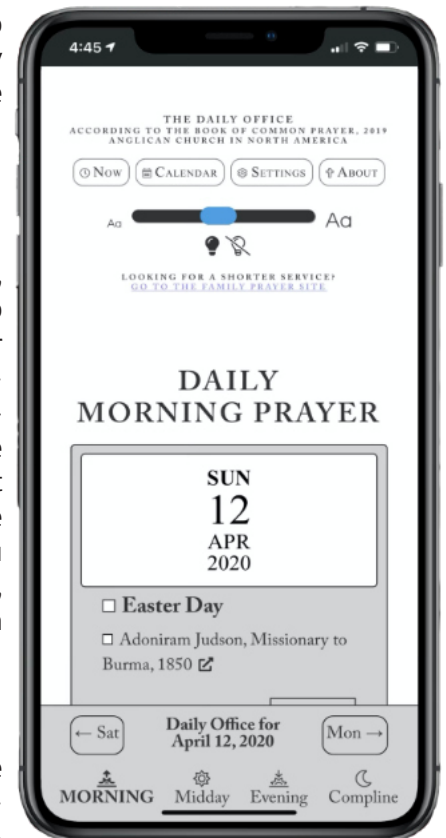 4:45
THE DAILY OFFICE
ACCORDING TO THE BOOK OF COMMON PRAYER, 2019
ANGLICAN CHURCH IN NORTH AMERICA
NOW CALENDAR SETTINGS ABOUT
Aa Aa
LOOKING FOR A SHORTER SERVICE?
GO TO THE FAMILY PRAYER SITE
DAILY
MORNING PRAYER
SUN
12
APR
2020
Easter Day
Adoniram Judson, Missionary to
Burma, 1850
← Sat
Daily Office for
April 12, 2020
Mon →
MORNING Midday Evening Compline